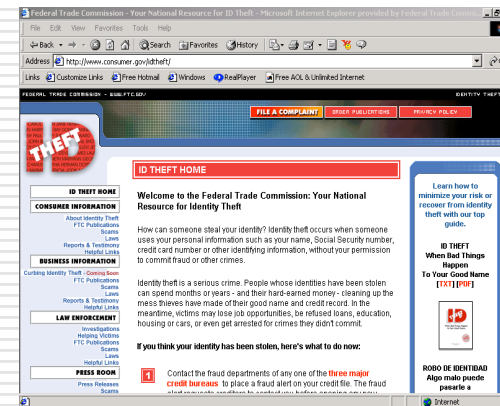 Federal Trade Commission - Your National Resource for ID Theft - Microsoft Internet Explorer provided by Federal Trade Comm
File Edit View Favorites Tools Help
Back Search Favorites History
Address http://www.consumer.gov/idtheft/
Links Customize Links Free Hotmail Windows RealPlayer Free AOL & Unlimited Internet
FEDERAL TRADE COMMISSION - WWW.FTC.GOV IDENTITY THEFT
FILE A COMPLAINT ORDER PUBLICATIONS PRIVACY POLICY
ID
THEFT
ID THEFT HOME
CONSUMER INFORMATION
About Identity Theft
FTC Publications
Scams
Laws
Reports & Testimony
Helpful Links
BUSINESS INFORMATION
Curbing Identity Theft - Coming Soon
FTC Publications
Scams
Laws
Reports & Testimony
Helpful Links
LAW ENFORCEMENT
Investigations
Helping Victims
FTC Publications
Scams
Laws
Helpful Links
PRESS ROOM
Press Releases
Scams
ID THEFT HOME
Welcome to the Federal Trade Commission: Your National
Resource for Identity Theft
How can someone steal your identity? Identity theft occurs when someone
uses your personal information such as your name, Social Security number,
credit card number or other identifying information, without your permission
to commit fraud or other crimes.
Identity theft is a serious crime. People whose identities have been stolen
can spend months or years - and their hard-earned money - cleaning up the
mess thieves have made of their good name and credit record. In the
meantime, victims may lose job opportunities, be refused loans, education,
housing or cars, or even get arrested for crimes they didn't commit.
If you think your identity has been stolen, here's what to do now:
1 Contact the fraud departments of any one of the three major
credit bureaus to place a fraud alert on your credit file. The fraud
alert requests creditors to contact you before opening any new
Learn how to
minimize your risk or
recover from identity
theft with our top
guide.
ID THEFT
When Bad Things
Happen
To Your Good Name
[TXT] [PDF]
ROBO DE IDENTIDAD
Algo malo puede
pasarle a
Internet